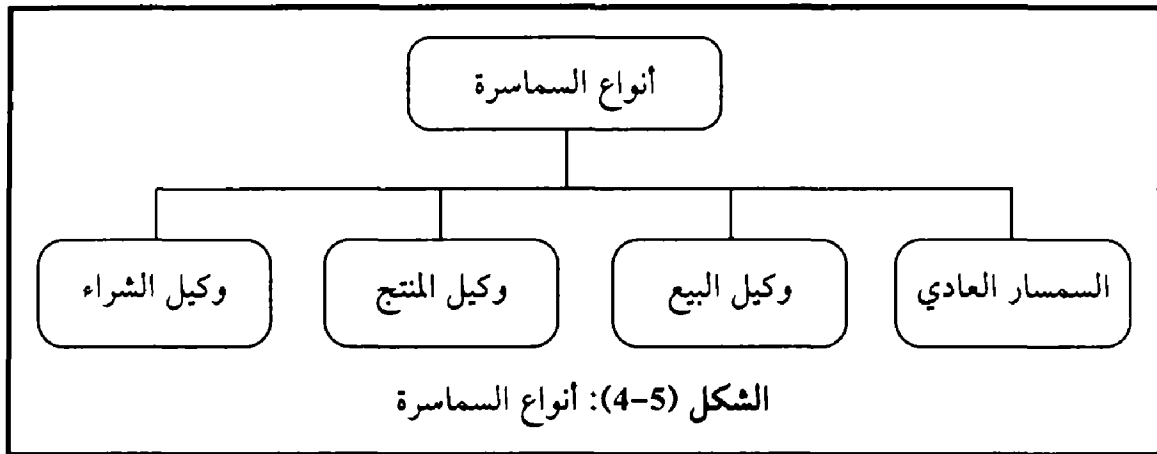 أنواع السماسرة
السمسار العادي
وكيل البيع
وكيل المنتج
وكيل الشراء
الشكل (5-4): أنواع السماسرة